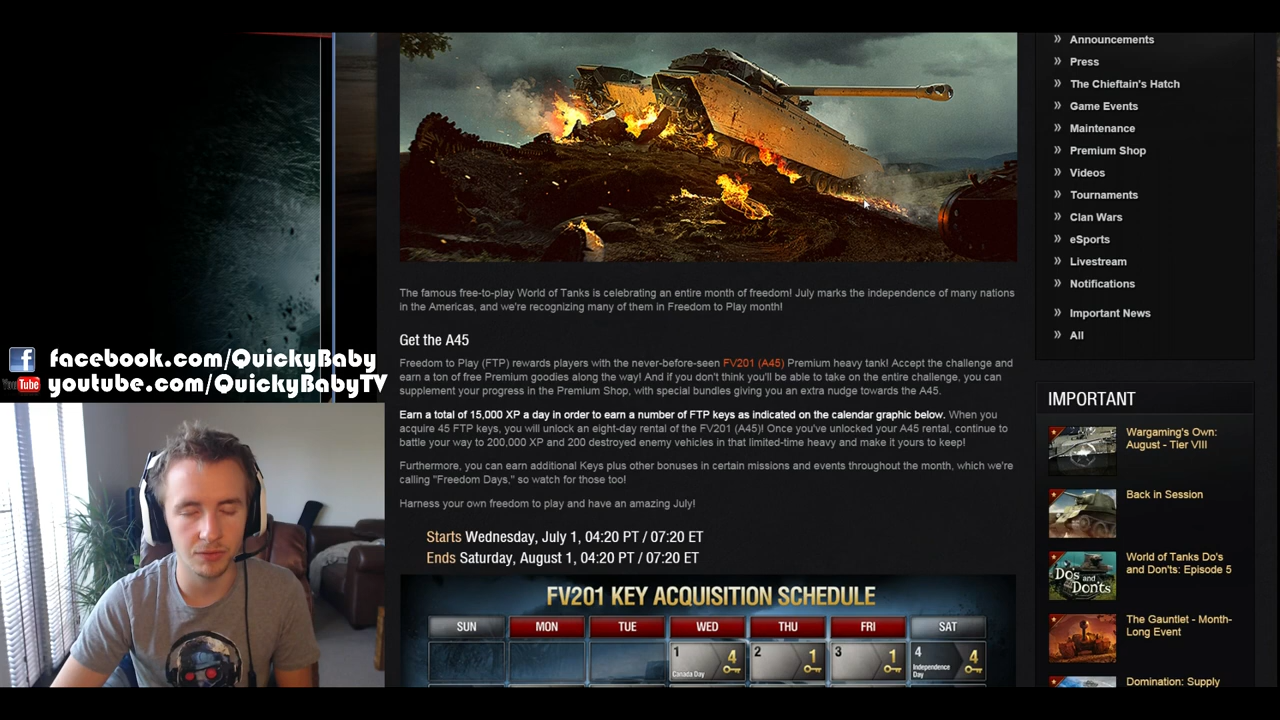 Announcements
Press
The Chieftain's Hatch
Game Events
Maintenance
Premium Shop
Videos
Tournaments
Clan Wars
eSports
Livestream
Notifications
Important News
All
The famous free-to-play World of Tanks is celebrating an entire month of freedom! July marks the independence of many nations
in the Americas, and we're recognizing many of them in Freedom to Play month!
Get the A45
Freedom to Play (FTP) rewards players with the never-before-seen FV201 (A45) Premium heavy tank! Accept the challenge and
earn a ton of free Premium goodies along the way! And if you don't think you'll be able to take on the entire challenge, you can
supplement your progress in the Premium Shop, with special bundles giving you an extra nudge towards the A45.
Earn a total of 15,000 XP a day in order to earn a number of FTP keys as indicated on the calendar graphic below. When you
acquire 45 FTP keys, you will unlock an eight-day rental of the FV201 (A45)! Once you've unlocked your A45 rental, continue to
battle your way to 200,000 XP and 200 destroyed enemy vehicles in that limited-time heavy and make it yours to keep!
Furthermore, you can earn additional Keys plus other bonuses in certain missions and events throughout the month, which we're
calling "Freedom Days," so watch for those too!
Harness your own freedom to play and have an amazing July!
Starts Wednesday, July 1, 04:20 PT / 07:20 ET
Ends Saturday, August 1, 04:20 PT / 07:20 ET
FV201 KEY ACQUISITION SCHEDULE
SUN MON TUE WED THU FRI SAT
1 4 2 1 3 1 4 4
Canada Day
Independence
Day
IMPORTANT
Wargaming's Own:
August - Tier VIII
Back in Session
World of Tanks Do's
and Don'ts: Episode 5
Dos
and
Donts
The Gauntlet - Month-
Long Event
Domination: Supply
f facebook.com/QuickyBaby
YouTube youtube.com/QuickyBabyTV